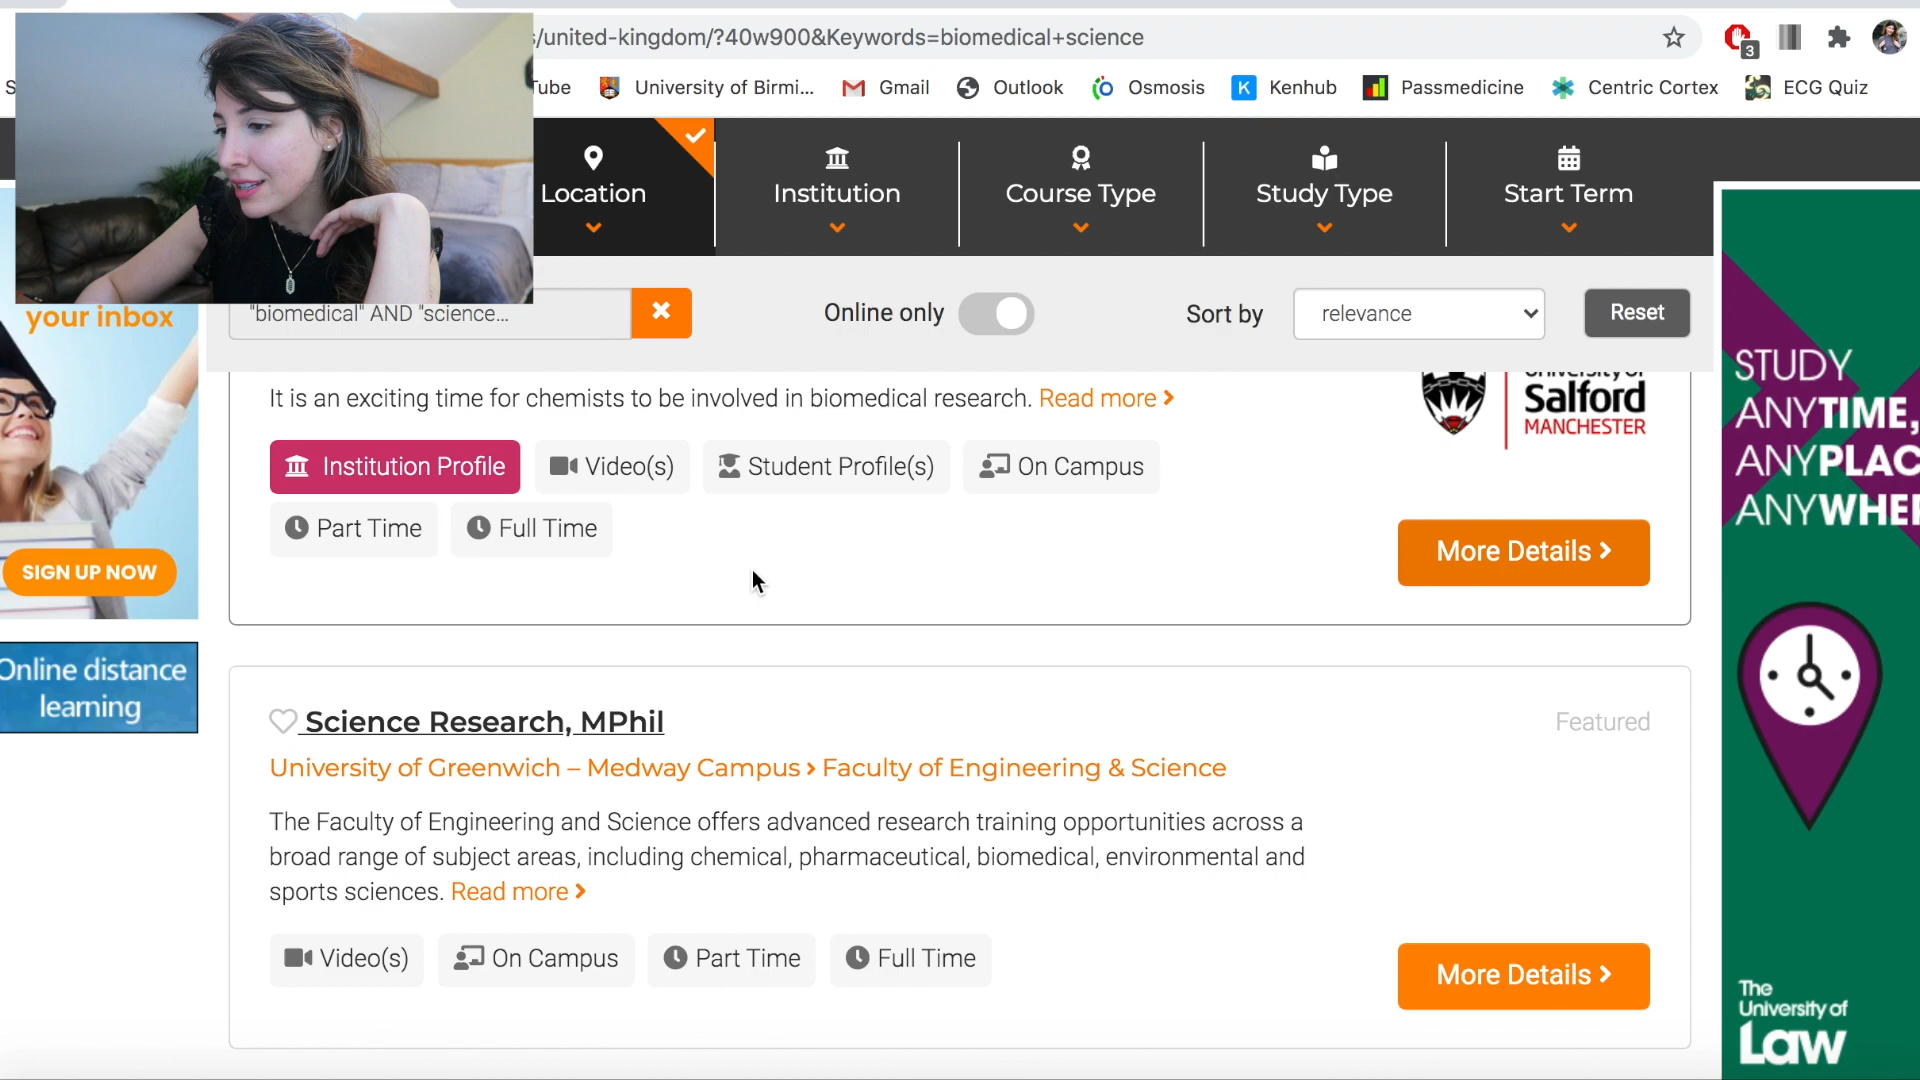 /united-kingdom/?40w900&Keywords=biomedical+science
3
ube
University of Birmi...
Gmail
Outlook
Osmosis
K
Kenhub
Passmedicine
Centric Cortex
ECG Quiz
Location
Institution
Course Type
Study Type
Start Term
"biomedical" AND "science...
Online only
Sort by
relevance
Reset
your inbox
SIGN UP NOW
Online distance
learning
It is an exciting time for chemists to be involved in biomedical research. Read more
University of
Salford
MANCHESTER
Institution Profile
Video(s)
Student Profile(s)
On Campus
Part Time
Full Time
More Details
Science Research, MPhil
Featured
University of Greenwich – Medway Campus > Faculty of Engineering & Science
The Faculty of Engineering and Science offers advanced research training opportunities across a
broad range of subject areas, including chemical, pharmaceutical, biomedical, environmental and
sports sciences. Read more
Video(s)
On Campus
Part Time
Full Time
More Details
STUDY
ANYTIME,
ANYPLAC
ANYWHE
The
University of
Law